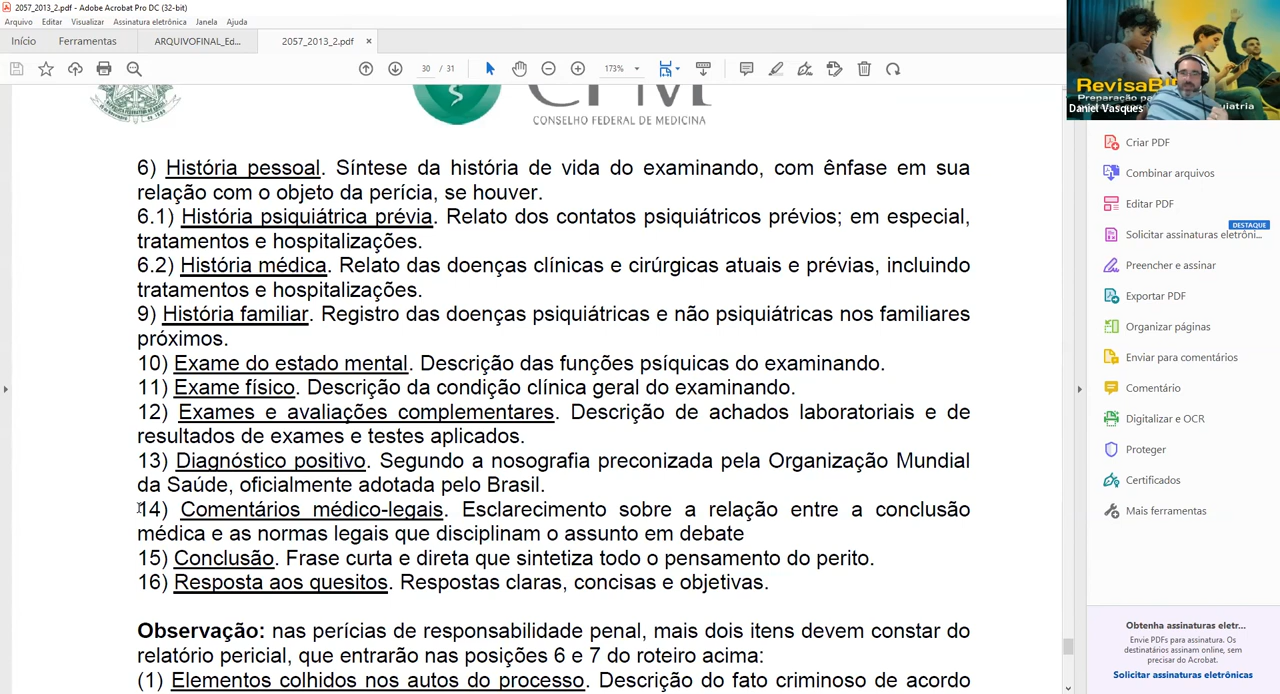 2057_2013_2.pdf - Adobe Acrobat Pro DC (32-bit)
Arquivo Editar Visualizar Assinatura eletrônica Janela Ajuda
Início Ferramentas ARQUIVOFINAL_Ed... 2057_2013_2.pdf ×
30 / 31 173%
CFM
CONSELHO FEDERAL DE MEDICINA
6) História pessoal. Síntese da história de vida do examinando, com ênfase em sua
relação com o objeto da perícia, se houver.
6.1) História psiquiátrica prévia. Relato dos contatos psiquiátricos prévios; em especial,
tratamentos e hospitalizações.
6.2) História médica. Relato das doenças clínicas e cirúrgicas atuais e prévias, incluindo
tratamentos e hospitalizações.
9) História familiar. Registro das doenças psiquiátricas e não psiquiátricas nos familiares
próximos.
10) Exame do estado mental. Descrição das funções psíquicas do examinando.
11) Exame físico. Descrição da condição clínica geral do examinando.
12) Exames e avaliações complementares. Descrição de achados laboratoriais e de
resultados de exames e testes aplicados.
13) Diagnóstico positivo. Segundo a nosografia preconizada pela Organização Mundial
da Saúde, oficialmente adotada pelo Brasil.
14) Comentários médico-legais. Esclarecimento sobre a relação entre a conclusão
médica e as normas legais que disciplinam o assunto em debate
15) Conclusão. Frase curta e direta que sintetiza todo o pensamento do perito.
16) Resposta aos quesitos. Respostas claras, concisas e objetivas.
Observação: nas perícias de responsabilidade penal, mais dois itens devem constar do
relatório pericial, que entrarão nas posições 6 e 7 do roteiro acima:
(1) Elementos colhidos nos autos do processo. Descrição do fato criminoso de acordo
Daniel Vasques
Criar PDF
Combinar arquivos
Editar PDF
DESTAQUE
Solicitar assinaturas eletrôni...
Preencher e assinar
Exportar PDF
Organizar páginas
Enviar para comentários
Comentário
Digitalizar e OCR
Proteger
Certificados
Mais ferramentas
Obtenha assinaturas eletr...
Envie PDFs para assinatura. Os
destinatários assinam online, sem
precisar do Acrobat.
Solicitar assinaturas eletrônicas